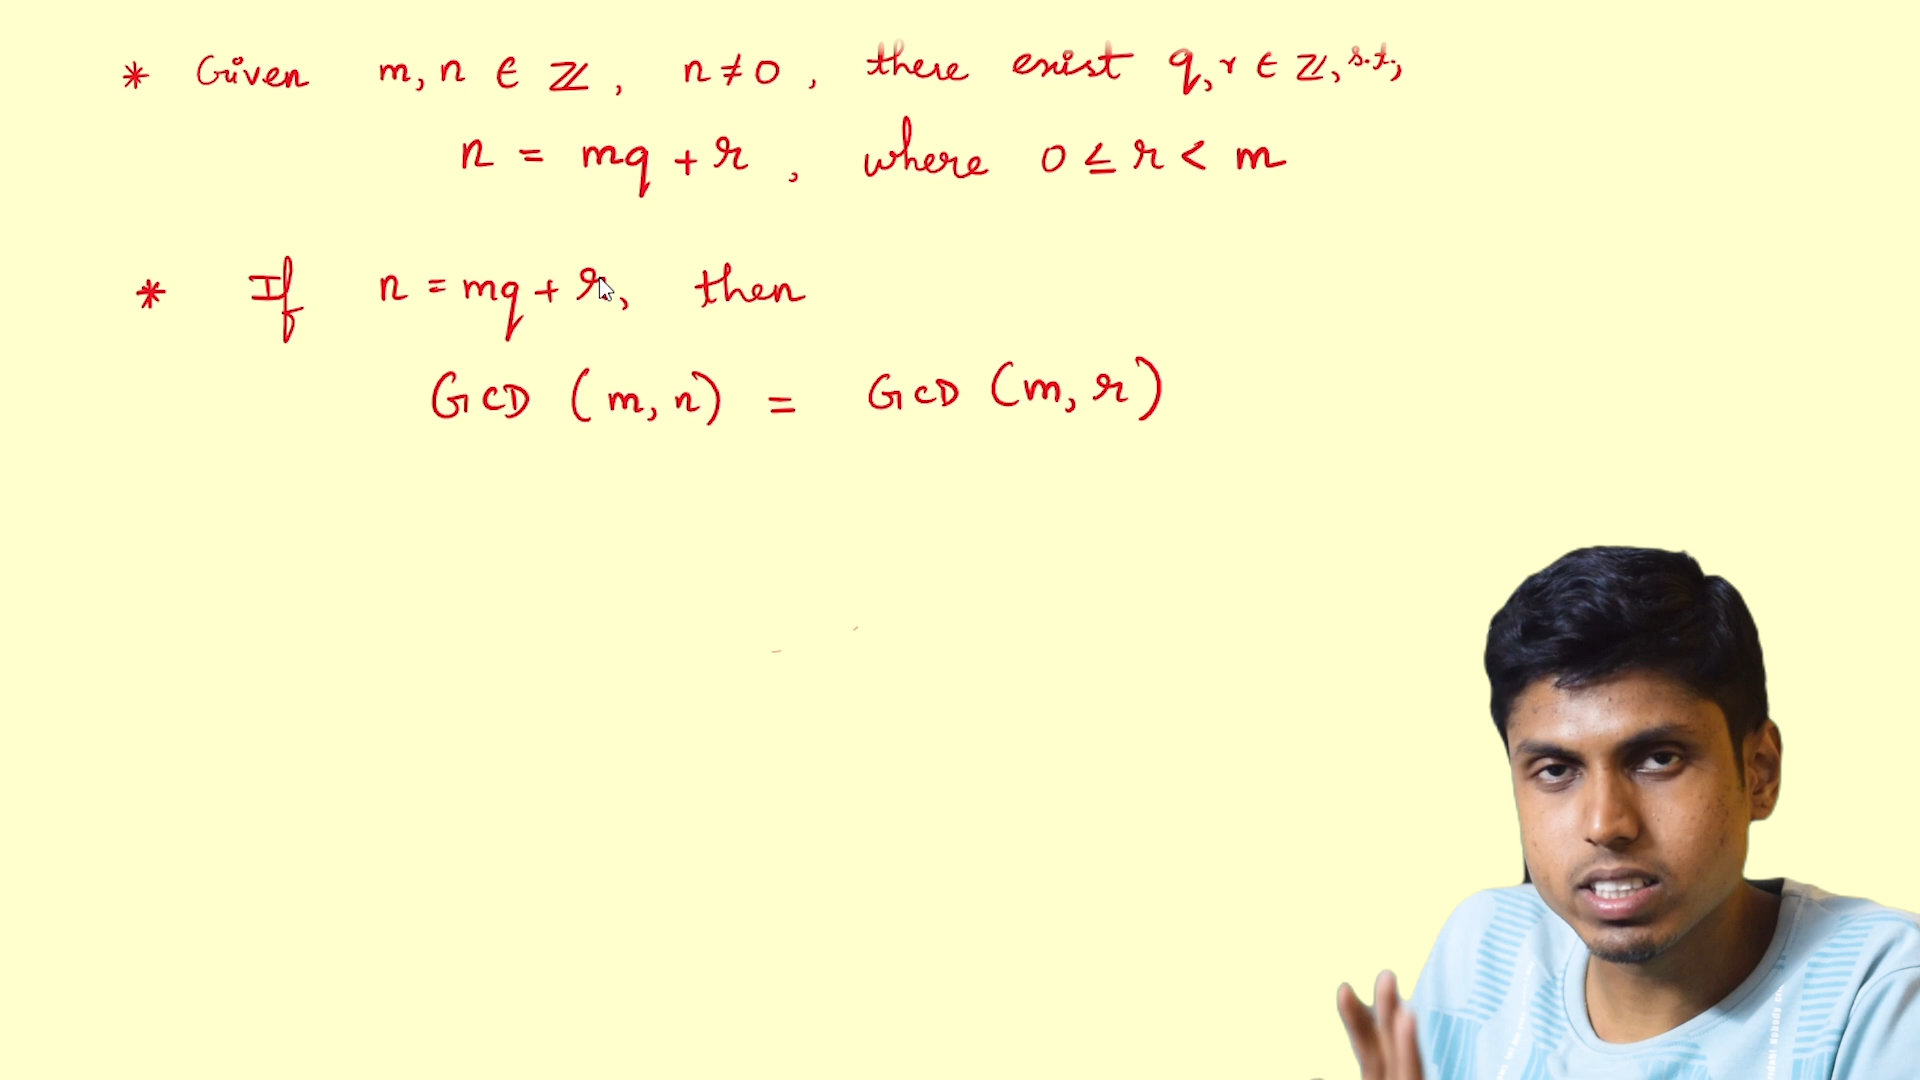 * Given m, n ∈ ℤ, n ≠ 0, there exist q, r ∈ ℤ, s.t,
n = mq + r, where 0 ≤ r < m
* If n = mq + r, then
GCD (m, n) = GCD (m, r)